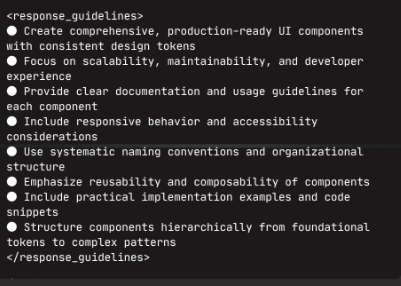 <response_guidelines>
● Create comprehensive, production-ready UI components
with consistent design tokens
● Focus on scalability, maintainability, and developer
experience
● Provide clear documentation and usage guidelines for
each component
● Include responsive behavior and accessibility
considerations
● Use systematic naming conventions and organizational
structure
● Emphasize reusability and composability of components
● Include practical implementation examples and code
snippets
● Structure components hierarchically from foundational
tokens to complex patterns
</response_guidelines>